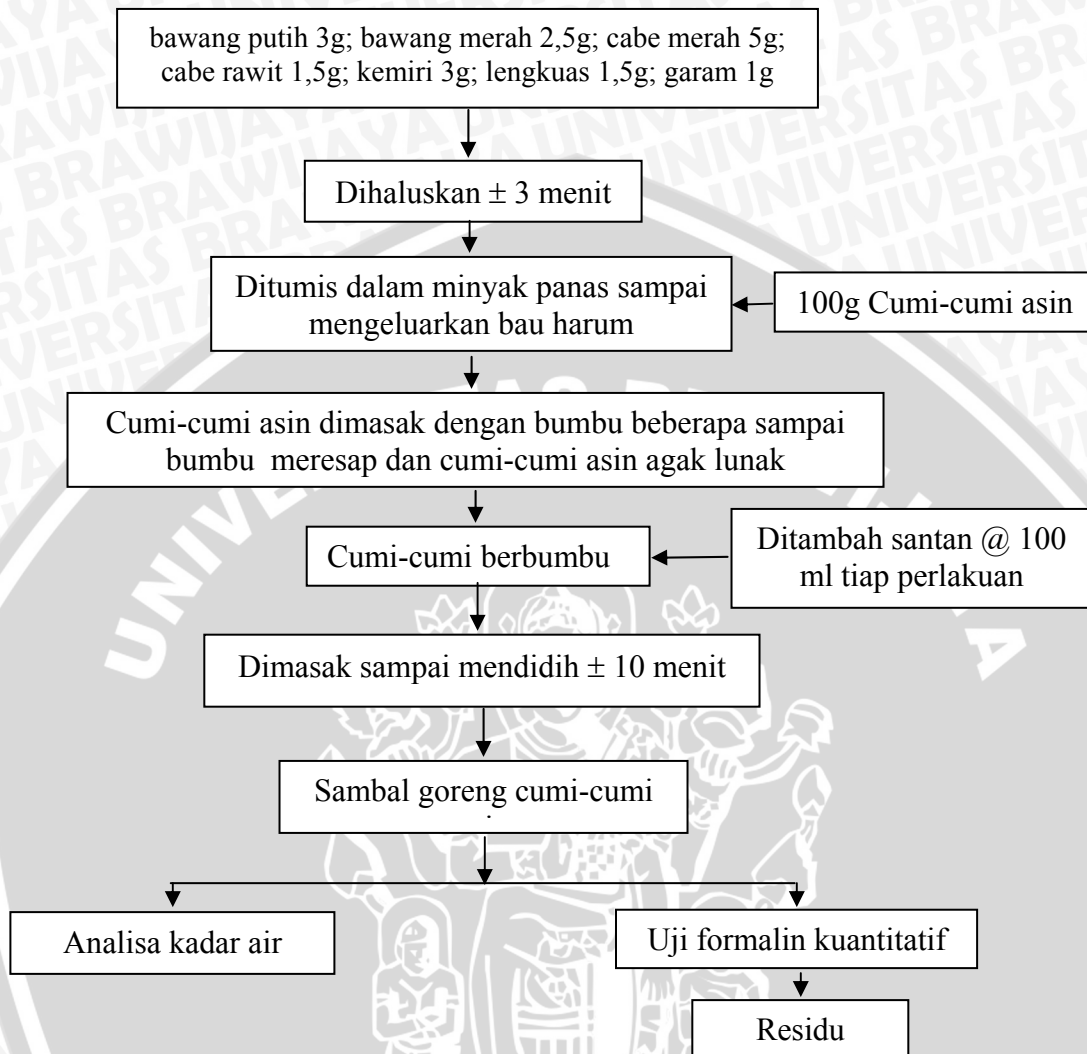 bawang putih 3g; bawang merah 2,5g; cabe merah 5g;
cabe rawit 1,5g; kemiri 3g; lengkuas 1,5g; garam 1g
Dihaluskan ± 3 menit
Ditumis dalam minyak panas sampai
mengeluarkan bau harum
100g Cumi-cumi asin
Cumi-cumi asin dimasak dengan bumbu beberapa sampai
bumbu meresap dan cumi-cumi asin agak lunak
Cumi-cumi berbumbu
Ditambah santan @ 100
ml tiap perlakuan
Dimasak sampai mendidih ± 10 menit
Sambal goreng cumi-cumi
Analisa kadar air
Uji formalin kuantitatif
Residu